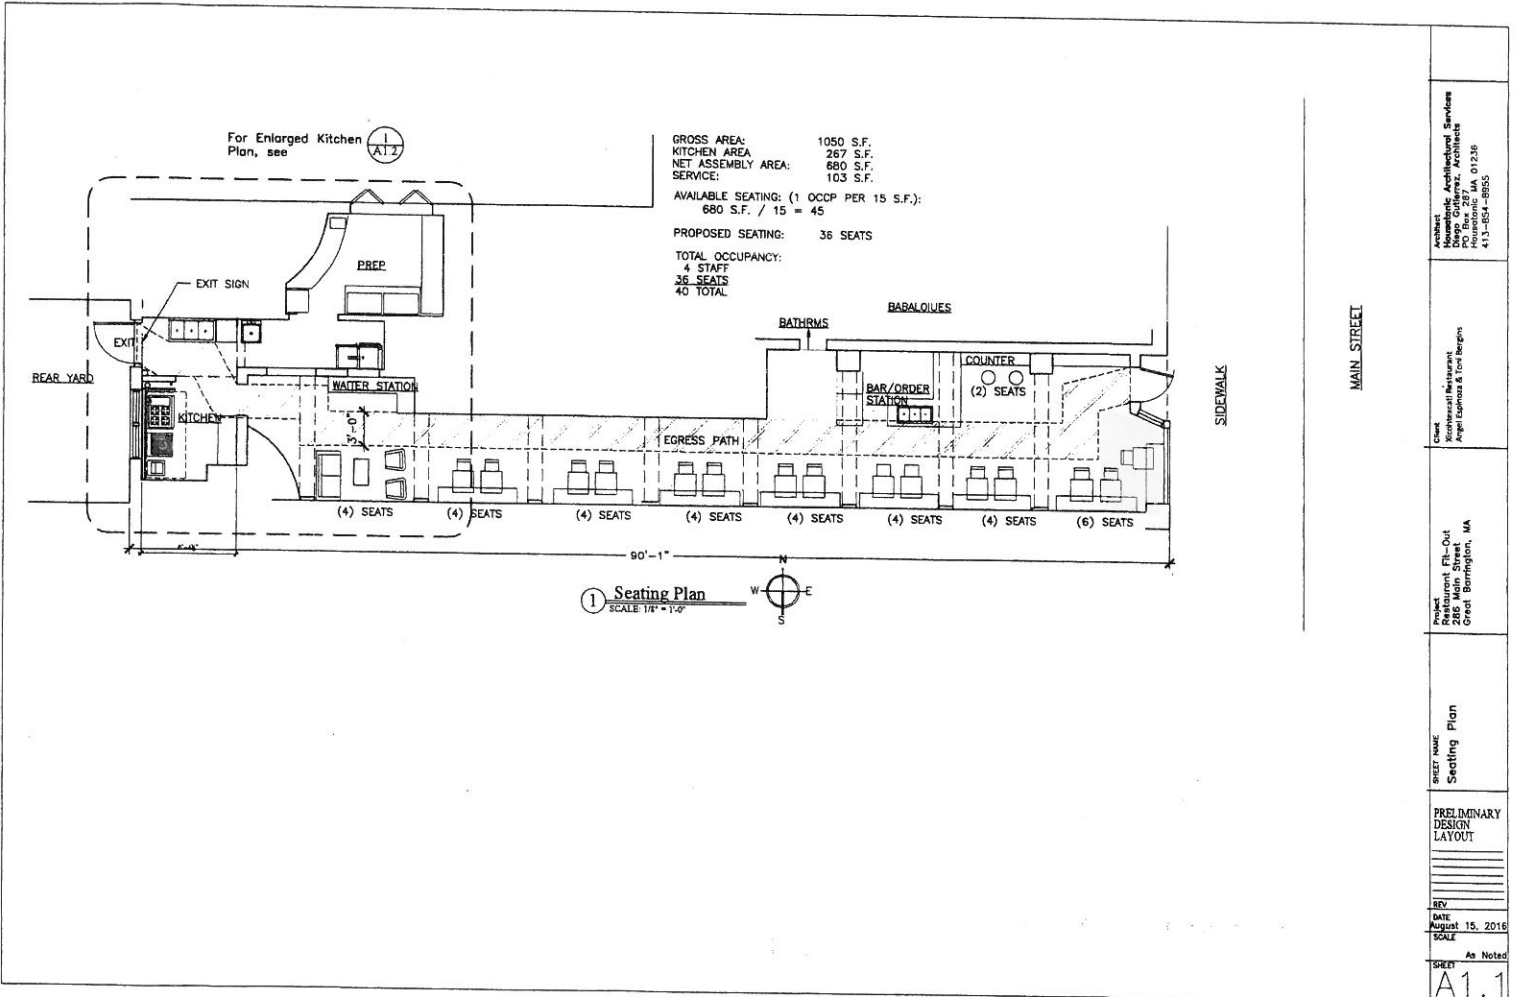 For Enlarged Kitchen
Plan, see
1
A1.2
GROSS AREA: 1050 S.F.
KITCHEN AREA 267 S.F.
NET ASSEMBLY AREA: 680 S.F.
SERVICE: 103 S.F.
AVAILABLE SEATING: (1 OCCP PER 15 S.F.):
680 S.F. / 15 = 45
PROPOSED SEATING: 36 SEATS
TOTAL OCCUPANCY:
4 STAFF
36 SEATS
40 TOTAL
PREP
EXIT SIGN
EXIT
REAR YARD
KITCHEN
WAITER STATION
3'-0"
BATHRMS
BABALOIUES
COUNTER
(2) SEATS
BAR/ORDER
STATION
EGRESS PATH
SIDEWALK
MAIN STREET
(4) SEATS
(4) SEATS
(4) SEATS
(4) SEATS
(4) SEATS
(4) SEATS
(4) SEATS
(6) SEATS
90'-1"
1
Seating Plan
SCALE: 1/8" = 1'-0"
N
W
E
S
Architect
Housatonic Architectural Services
Diego Gutierrez, Architects
PO Box 287
Housatonic MA 01236
413-854-8955
Client
Restaurant
Angel Espinoza & Toni Bergins
Project
Restaurant Fit-Out
286 Main Street
Great Barrington, MA
SHEET NAME
Seating Plan
PRELIMINARY
DESIGN
LAYOUT
REV
DATE
August 15, 2016
SCALE
As Noted
SHEET
A1.1